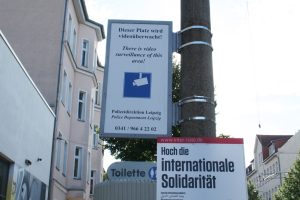 Dieser Platz wird
videoüberwacht!
There is video
surveillance of this
area!
Polizeidirektion Leipzig
Police Department Leipzig
0341 / 966 4 22 02
Toilette
Hoch die
internationale
Solidarität